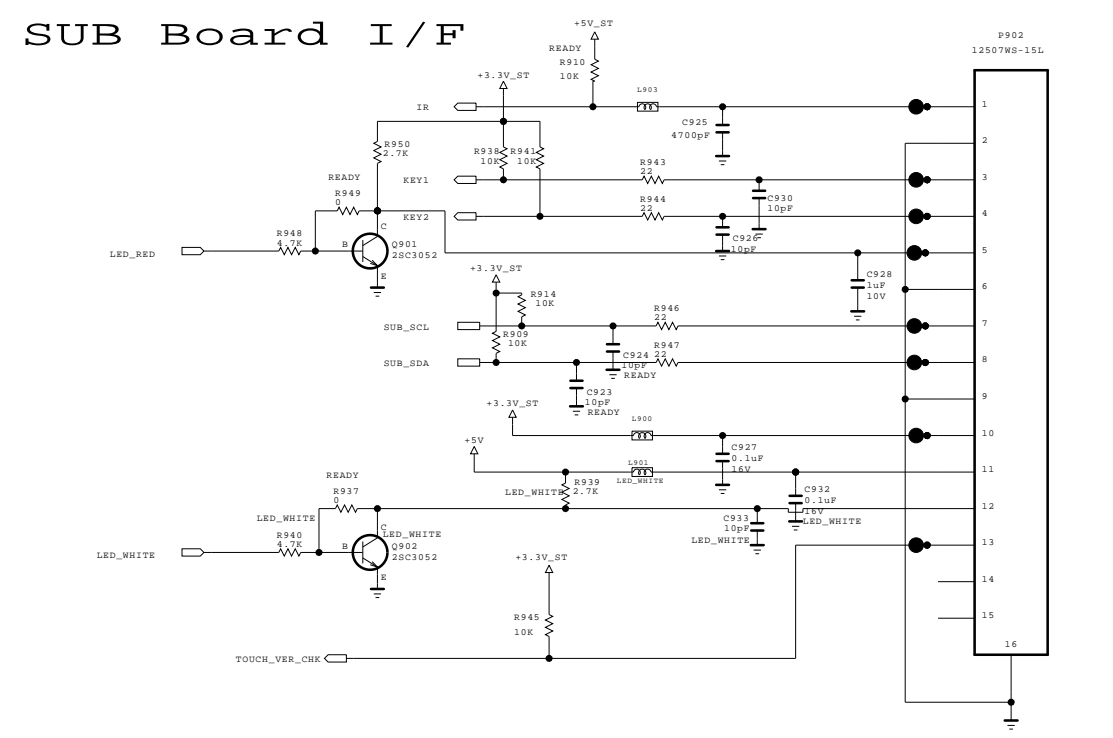 SUB Board I/F
+5V_ST
READY
R910
10K
P902
12507WS-15L
+3.3V_ST
L903
IR
1
C925
4700pF
R950
2.7K
R938
10K
R941
10K
2
READY
R949
0
KEY1
R943
22
3
C930
10pF
KEY2
R944
22
4
C926
10pF
C
B
E
Q901
2SC3052
R948
4.7K
LED_RED
5
+3.3V_ST
C928
1uF
10V
6
R914
10K
SUB_SCL
R946
22
7
R909
10K
C924
10pF
READY
SUB_SDA
R947
22
8
C923
10pF
READY
+3.3V_ST
9
L900
10
C927
0.1uF
16V
+5V
L901
LED_WHITE
11
READY
R937
0
LED_WHITE
R939
2.7K
C932
0.1uF
16V
LED_WHITE
12
LED_WHITE
C
LED_WHITE
C933
10pF
LED_WHITE
R940
4.7K
B
Q902
2SC3052
E
LED_WHITE
13
+3.3V_ST
14
R945
10K
15
16
TOUCH_VER_CHK